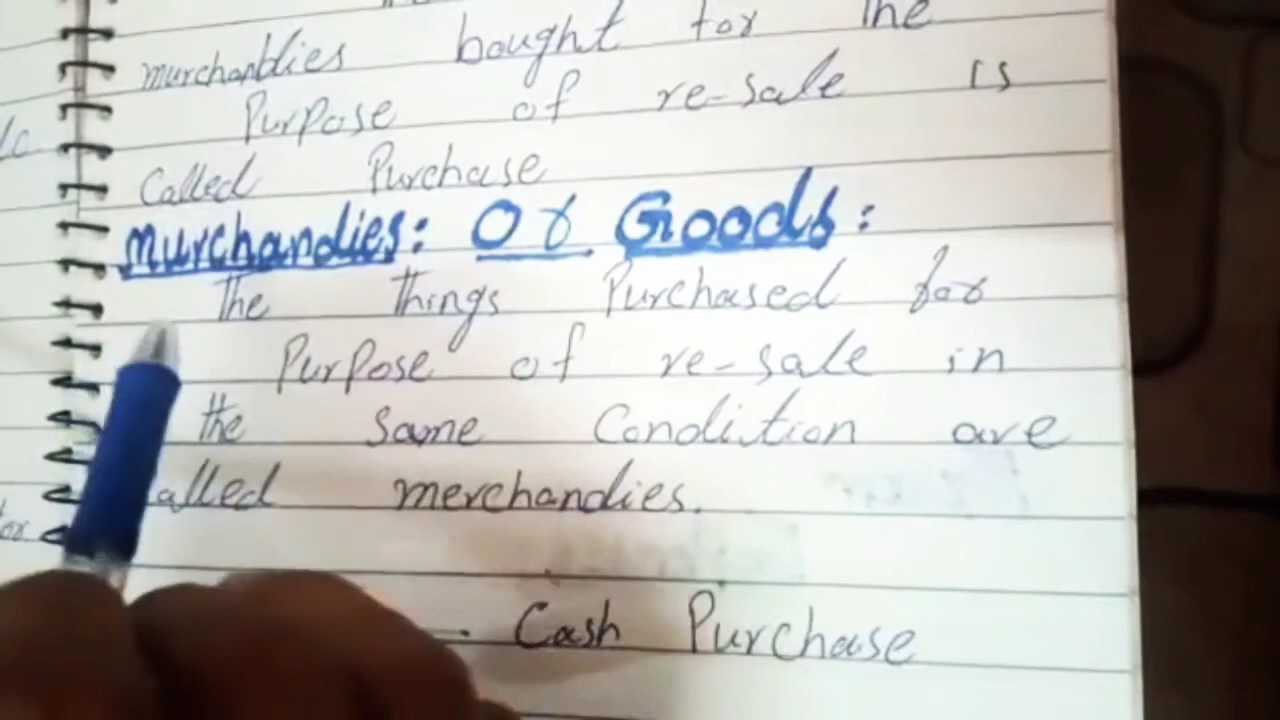 murchandies bought for the
Purpose of re-sale is
Called Purchase
murchandies: Or Goods:
The things Purchased for
Purpose of re-sale in
the same Condition are
alled merchandies.
Cash Purchase